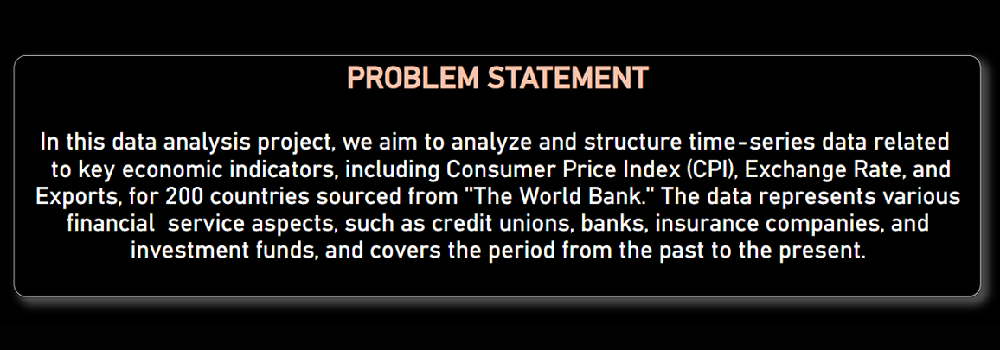 PROBLEM STATEMENT
In this data analysis project, we aim to analyze and structure time-series data related
to key economic indicators, including Consumer Price Index (CPI), Exchange Rate, and
Exports, for 200 countries sourced from "The World Bank." The data represents various
financial  service aspects, such as credit unions, banks, insurance companies, and
investment funds, and covers the period from the past to the present.